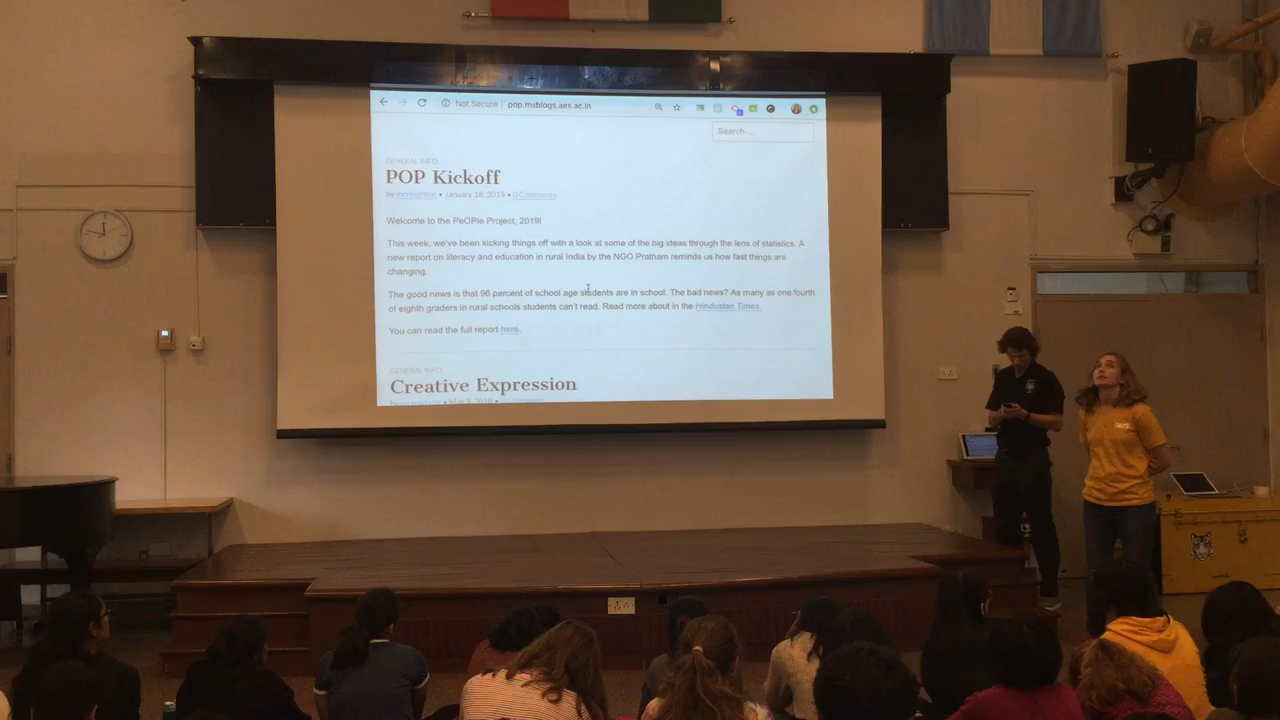 Not Secure | pop.msblogs.aes.ac.in
Search ...
GENERAL INFO
POP Kickoff
by • January 18, 2019 • 0 Comments
Welcome to the PeOPle Project, 2019!
This week, we've been kicking things off with a look at some of the big ideas through the lens of statistics. A
new report on literacy and education in rural India by the NGO Pratham reminds us how fast things are
changing.
The good news is that 96 percent of school age students are in school. The bad news? As many as one fourth
of eighth graders in rural schools students can't read. Read more about in the Hindustan Times.
You can read the full report here.
GENERAL INFO
Creative Expression